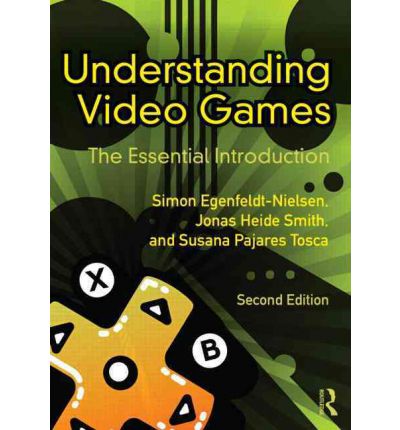 Understanding
Video Games
The Essential Introduction
Simon Egenfeldt-Nielsen,
Jonas Heide Smith,
and Susana Pajares Tosca
Second Edition
X
B
ROUTLEDGE